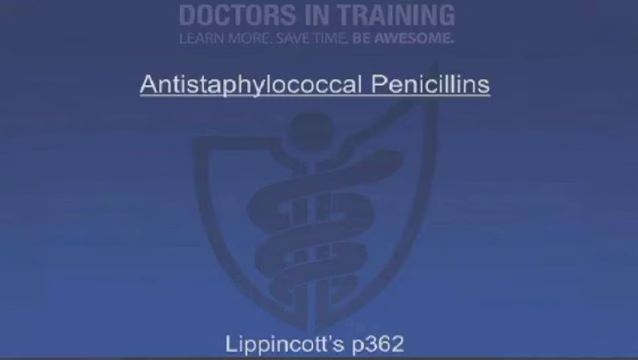 DOCTORS IN TRAINING
LEARN MORE. SAVE TIME. BE AWESOME.
Antistaphylococcal Penicillins
Lippincott's p362